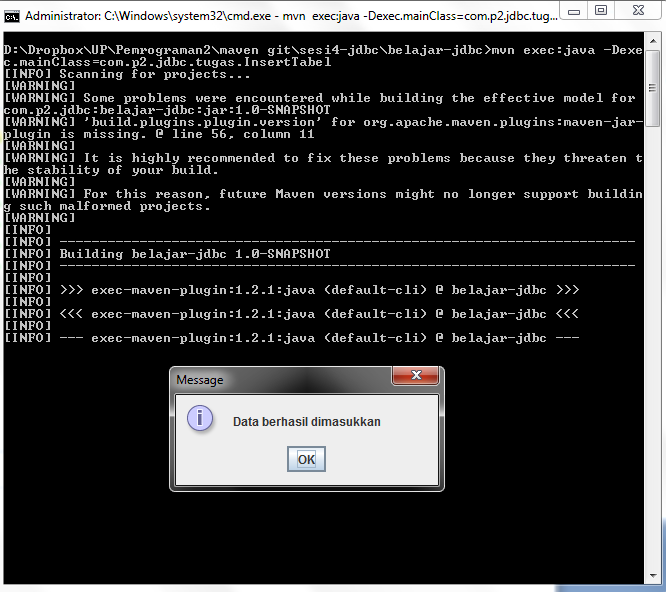 Administrator: C:\Windows\system32\cmd.exe - mvn  exec:java -Dexec.mainClass=com.p2.jdbc.tug...
D:\Dropbox\UP\Pemrograman2\maven git\sesi4-jdbc\belajar-jdbc>mvn exec:java -Dexe
c.mainClass=com.p2.jdbc.tugas.InsertTabel
[INFO] Scanning for projects...
[WARNING]
[WARNING] Some problems were encountered while building the effective model for
com.p2.jdbc:belajar-jdbc:jar:1.0-SNAPSHOT
[WARNING] 'build.plugins.plugin.version' for org.apache.maven.plugins:maven-jar-
plugin is missing. @ line 56, column 11
[WARNING]
[WARNING] It is highly recommended to fix these problems because they threaten t
he stability of your build.
[WARNING]
[WARNING] For this reason, future Maven versions might no longer support buildin
g such malformed projects.
[WARNING]
[INFO]
[INFO] ------------------------------------------------------------------------
[INFO] Building belajar-jdbc 1.0-SNAPSHOT
[INFO] ------------------------------------------------------------------------
[INFO]
[INFO] >>> exec-maven-plugin:1.2.1:java (default-cli) @ belajar-jdbc >>>
[INFO]
[INFO] <<< exec-maven-plugin:1.2.1:java (default-cli) @ belajar-jdbc <<<
[INFO]
[INFO] --- exec-maven-plugin:1.2.1:java (default-cli) @ belajar-jdbc ---
Message
Data berhasil dimasukkan
OK